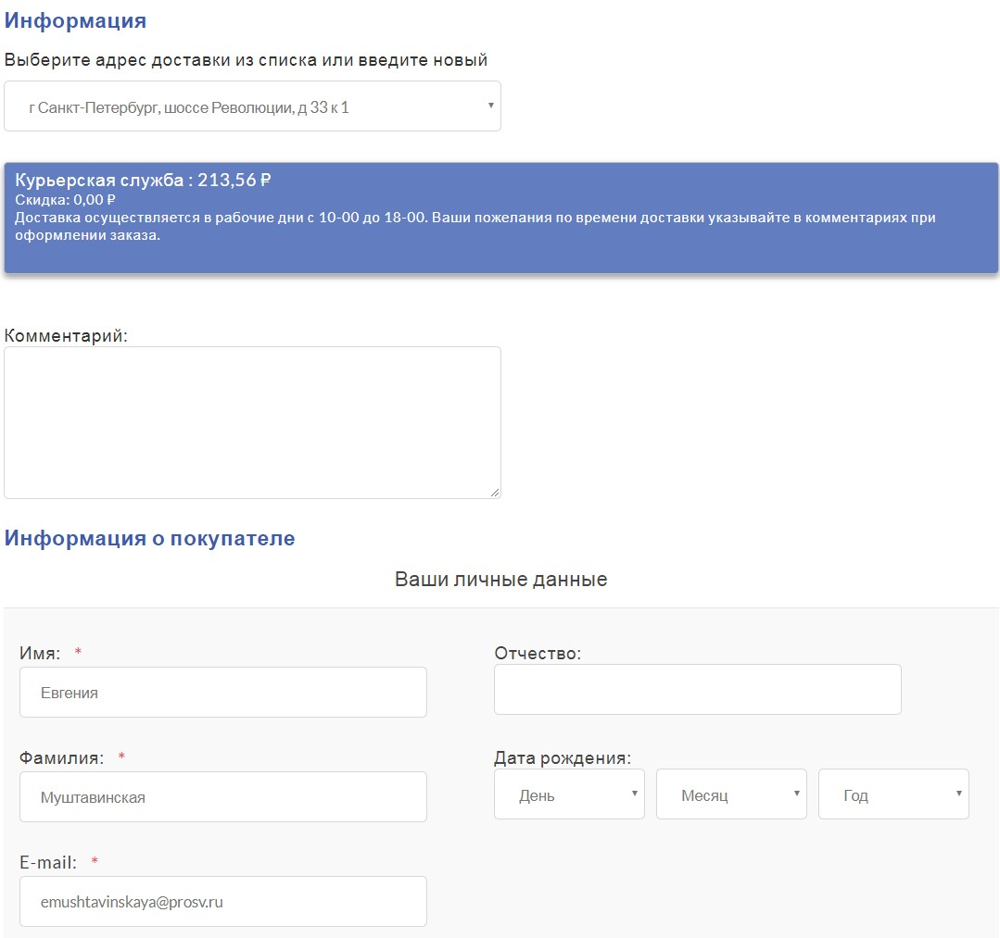 Информация
Выберите адрес доставки из списка или введите новый
г Санкт-Петербург, шоссе Революции, д 33 к 1
Курьерская служба : 213,56 ₽
Скидка: 0,00 ₽
Доставка осуществляется в рабочие дни с 10-00 до 18-00. Ваши пожелания по времени доставки указывайте в комментариях при
оформлении заказа.
Комментарий:
Информация о покупателе
Ваши личные данные
Имя: *
Отчество:
Евгения
Фамилия: *
Дата рождения:
Муштавинская
День Месяц Год
E-mail: *
emushtavinskaya@prosv.ru